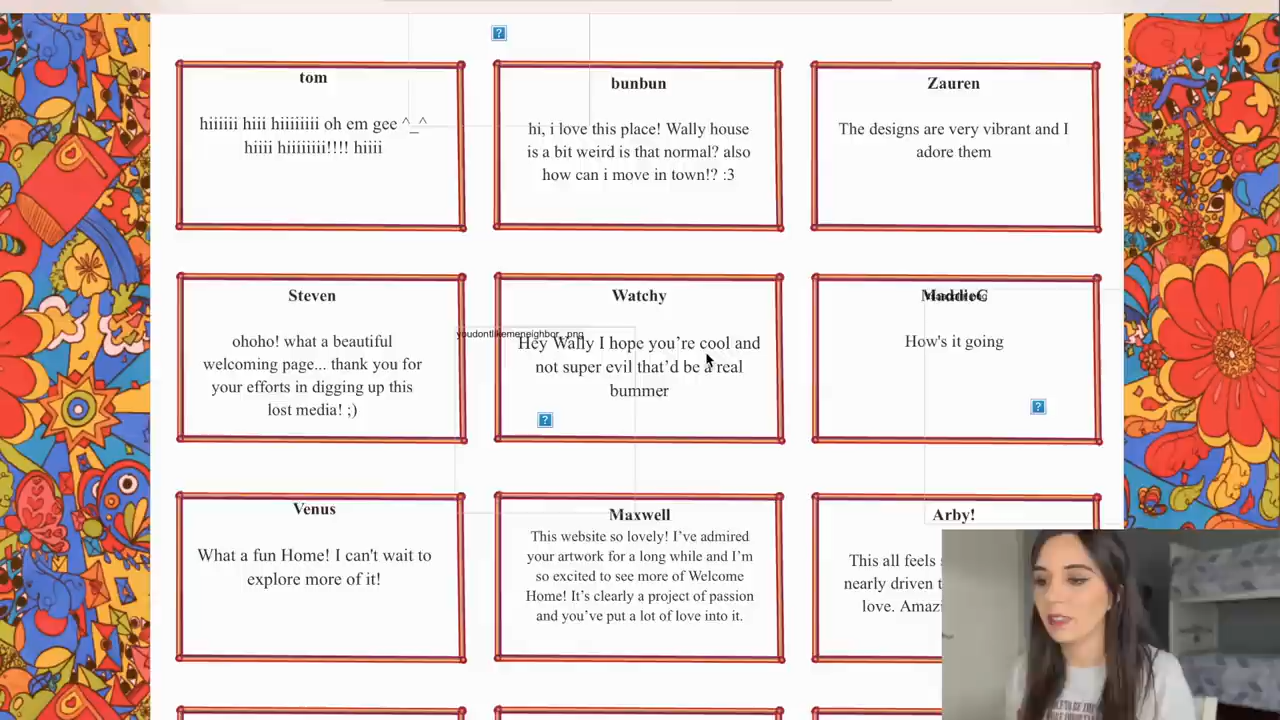 tom
hiiiiii hiii hiiiiiiii oh em gee ^_^
hiiii hiiiiiiii!!!! hiiii
bunbun
hi, i love this place! Wally house
is a bit weird is that normal? also
how can i move in town!? :3
Zauren
The designs are very vibrant and I
adore them
Steven
ohoho! what a beautiful
welcoming page... thank you for
your efforts in digging up this
lost media! ;)
Watchy
youdontlikemeneighbor_.png
Hey Wally I hope you’re cool and
not super evil that’d be a real
bummer
MaddieC
How's it going
Venus
What a fun Home! I can't wait to
explore more of it!
Maxwell
This website so lovely! I’ve admired
your artwork for a long while and I’m
so excited to see more of Welcome
Home! It’s clearly a project of passion
and you’ve put a lot of love into it.
Arby!
This all feels
nearly driven
love.